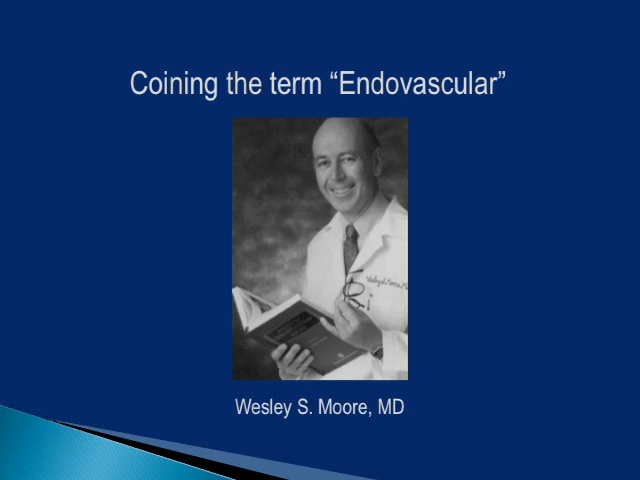 Coining the term “Endovascular”
Wesley S. Moore, MD